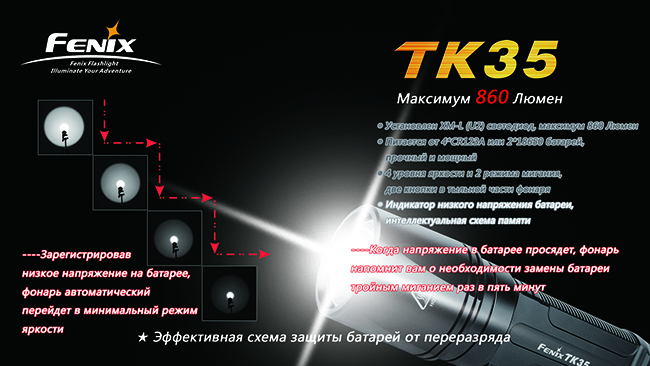 FENIX
Fenix Flashlight
Illuminate Your Adventure
TK35
Максимум 860 Люмен
• Установлен XM-L (U2) светодиод, максимум 860 Люмен
• Питается от 4*CR123A или 2*18650 батарей,
прочный и мощный
• 4 уровня яркости и 2 режима мигания,
две кнопки в тыльной части фонаря
• Индикатор низкого напряжения батареи,
интеллектуальная схема памяти
----Зарегистрировав
низкое напряжение на батарее,
фонарь автоматический
перейдет в минимальный режим
яркости
----Когда напряжение в батарее просядет, фонарь
напомнит вам о необходимости замены батареи
тройным миганием раз в пять минут
★ Эффективная схема защиты батарей от переразряда
FENIX TK35